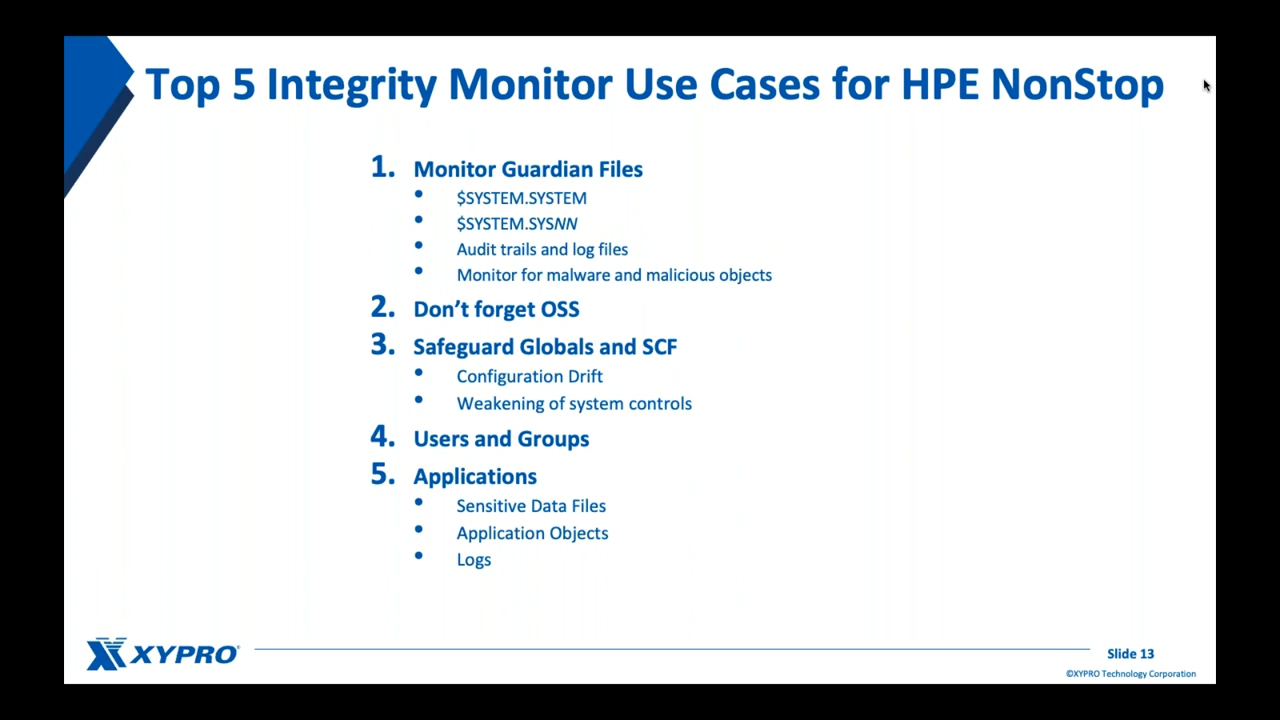 Top 5 Integrity Monitor Use Cases for HPE NonStop
1. Monitor Guardian Files
• $SYSTEM.SYSTEM
• $SYSTEM.SYSNN
• Audit trails and log files
• Monitor for malware and malicious objects
2. Don’t forget OSS
3. Safeguard Globals and SCF
• Configuration Drift
• Weakening of system controls
4. Users and Groups
5. Applications
• Sensitive Data Files
• Application Objects
• Logs
XYPRO®
Slide 13
©XYPRO Technology Corporation